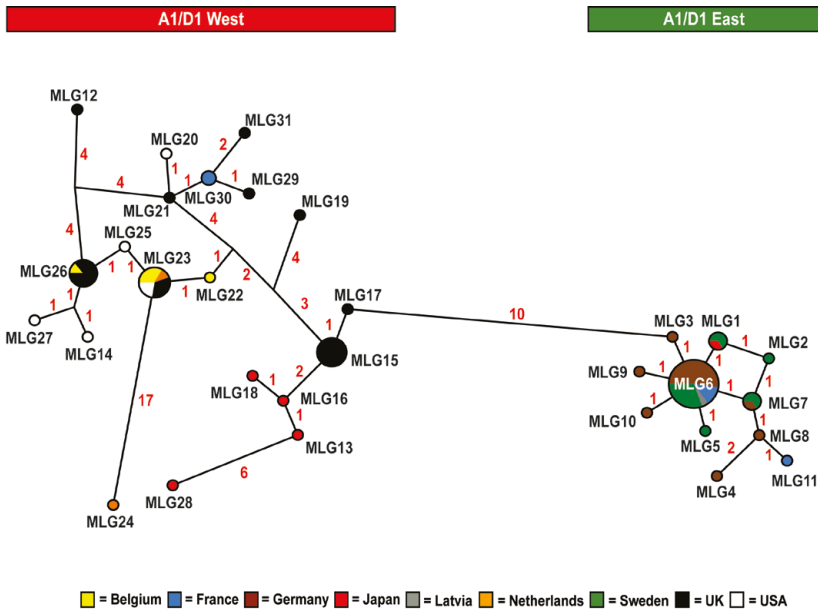 A1/D1 West
A1/D1 East
MLG12
MLG31
MLG20
2
4
1
1
1
MLG30
MLG29
4
MLG21
MLG19
4
4
MLG25
MLG23
1
2
4
MLG26
1
1
1
MLG22
1
1
1
MLG27
MLG14
3
MLG17
1
MLG15
10
MLG3
MLG1
1
1
1
MLG2
MLG9
1
MLG6
1
1
MLG7
1
MLG10
1
MLG5
1
MLG8
2
1
MLG4
MLG11
MLG18
1
2
MLG16
1
MLG13
17
6
MLG28
MLG24
= Belgium = France = Germany = Japan = Latvia = Netherlands = Sweden = UK = USA